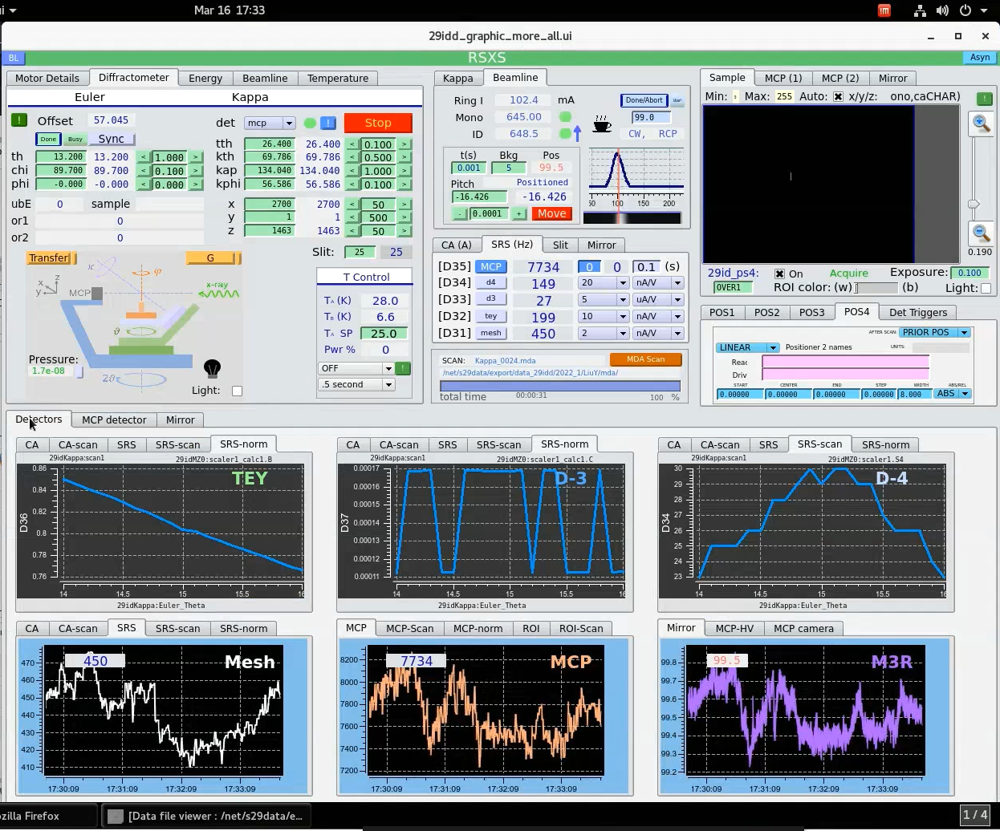 Mar 16 17:33
29idd_graphic_more_all.ui
BL RSXS Asyn
Motor Details Diffractometer Energy Beamline Temperature
Euler Kappa
Offset 57.045
Done Busy Sync
det mcp ! Stop
th 13.200 13.200 < 1.000 >
chi 89.700 89.700 < 0.100 >
phi -0.000 -0.000 < 0.000 >
tth 26.400 26.400 < 0.100 >
kth 69.786 69.786 < 0.500 >
kap 134.040 134.040 < 1.000 >
kphi 56.586 56.586 < 0.100 >
ubE 0 sample
or1 0
or2 0
x 2700 2700 < 50 >
y 1 1 < 500 >
z 1463 1463 < 50 >
Slit: 25 25
Transfer G
MCP
x-ray
Pressure:
1.7e-08
2ϑ
Light:
T Control
TA (K) 28.0
TB (K) 6.6
TA SP 25.0
Pwr % 0
OFF !
.5 second
Kappa Beamline
Ring I 102.4 mA Done/Abort
Mono 645.00 99.0
ID 648.5 CW, RCP
t(s) Bkg Pos
0.001 5 99.5
Pitch Positioned
-16.426 -16.426
- 0.0001 + Move
50 100 150 200
CA (A) SRS (Hz) Slit Mirror
[D35] MCP 7734 0 0 0.1 (s)
[D34] d4 149 20 nA/V
[D33] d3 27 5 uA/V
[D32] tey 199 10 nA/V
[D31] mesh 450 2 nA/V
SCAN: Kappa_0024.mda MDA Scan
/net/s29data/export/data_29idd/2022_1/LiuY/mda/
total time 00:00:31 100 %
Sample MCP (1) MCP (2) Mirror
Min: Max: 255 Auto: x/y/z: ono,caCHAR)
!
0.190
29id_ps4: On Acquire Exposure: 0.100
OVER1 ROI color: (w) (b) Light:
POS1 POS2 POS3 POS4 Det Triggers
AFTER SCAN: PRIOR POS
LINEAR Positioner 2 names UNITS:
Reac
Driv
START CENTER END STEP WIDTH ABS/REL
0.00000 0.00000 0.00000 0.00000 8.000 ABS
Detectors MCP detector Mirror
CA CA-scan SRS SRS-scan SRS-norm
29idKappa:scan1 29idMZ0:scaler1_calc1.B
TEY
D36
0.86
0.84
0.82
0.8
0.78
0.76
14 14.5 15 15.5 16
29idKappa:Euler_Theta
CA CA-scan SRS SRS-scan SRS-norm
29idKappa:scan1 29idMZ0:scaler1_calc1.C
D-3
D37
0.00017
0.00016
0.00015
0.00014
0.00013
0.00012
0.00011
14 14.5 15 15.5 16
29idKappa:Euler_Theta
CA CA-scan SRS SRS-scan SRS-norm
29idKappa:scan1 29idMZ0:scaler1.S4
D-4
D34
30
29
28
27
26
25
24
23
14 14.5 15 15.5 16
29idKappa:Euler_Theta
CA CA-scan SRS SRS-scan SRS-norm
450 Mesh
470
460
450
440
430
420
410
17:30:09 17:31:09 17:32:09 17:33:09
MCP MCP-Scan MCP-norm ROI ROI-Scan
7734 MCP
8200
8000
7800
7600
7400
7200
17:30:09 17:31:09 17:32:09 17:33:09
Mirror MCP-HV MCP camera
99.5 M3R
99.8
99.7
99.6
99.5
99.4
99.3
99.2
17:30:09 17:31:09 17:32:09 17:33:09
zilla Firefox [Data file viewer : /net/s29data/e... 1 / 4